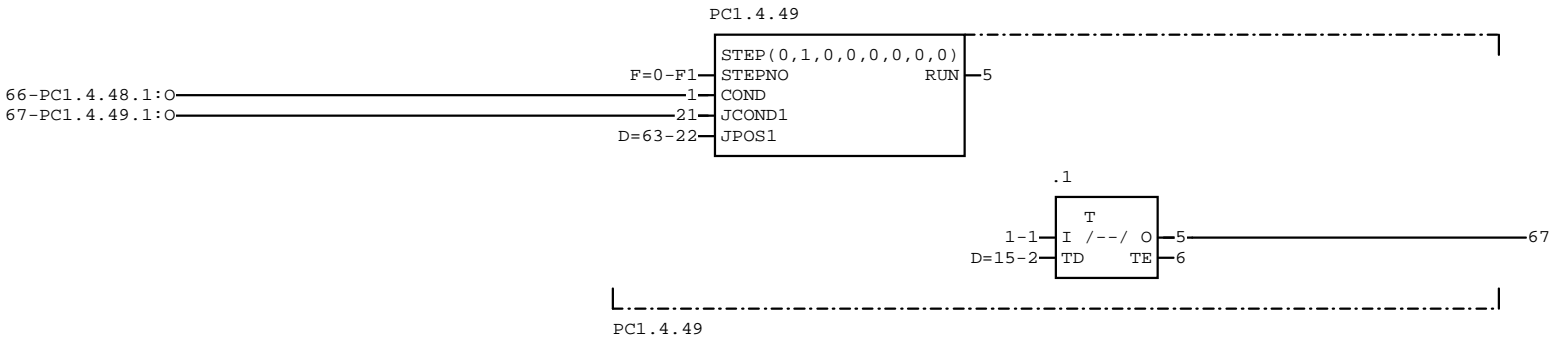 PC1.4.49
STEP(0,1,0,0,0,0,0,0)
F=0-F1 STEPNO RUN 5
66-PC1.4.48.1:O 1 COND
67-PC1.4.49.1:O 21 JCOND1
D=63-22 JPOS1
.1
T
1-1 I /--/ O 5 67
D=15-2 TD TE 6
PC1.4.49